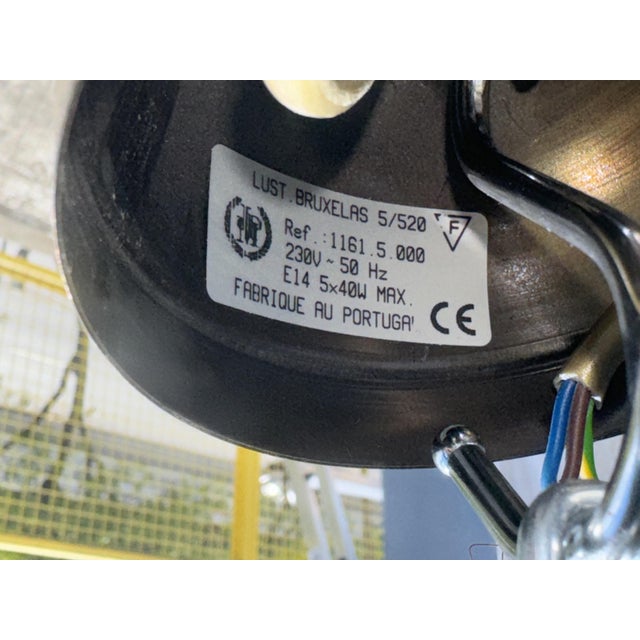 LUST.BRUXELAS 5/520
F
Ref.:1161.5.000
230V ~ 50 Hz
E14 5x40W MAX.
FABRIQUE AU PORTUGA'
CE